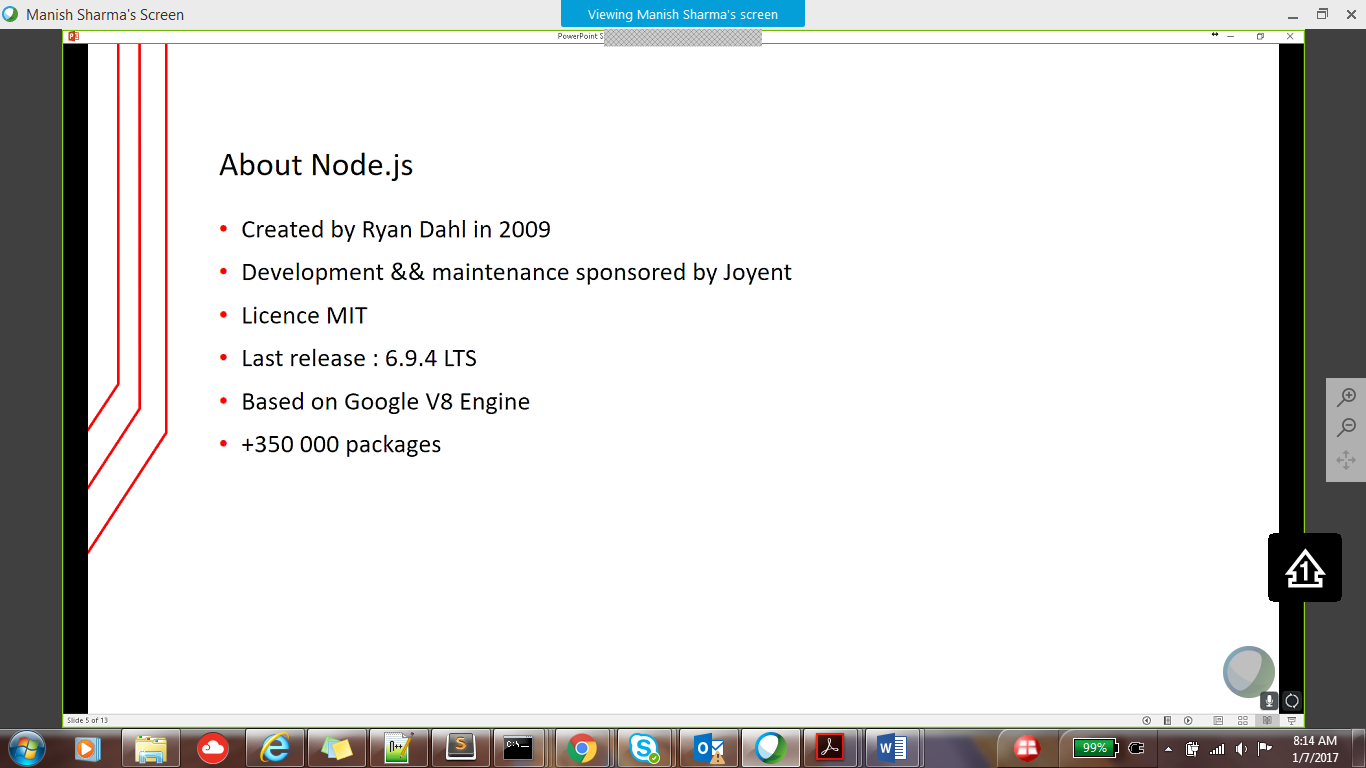 Manish Sharma's Screen
Viewing Manish Sharma's screen
PowerPoint S
About Node.js
• Created by Ryan Dahl in 2009
• Development && maintenance sponsored by Joyent
• Licence MIT
• Last release : 6.9.4 LTS
• Based on Google V8 Engine
• +350 000 packages
1
Slide 5 of 13
99%
8:14 AM
1/7/2017